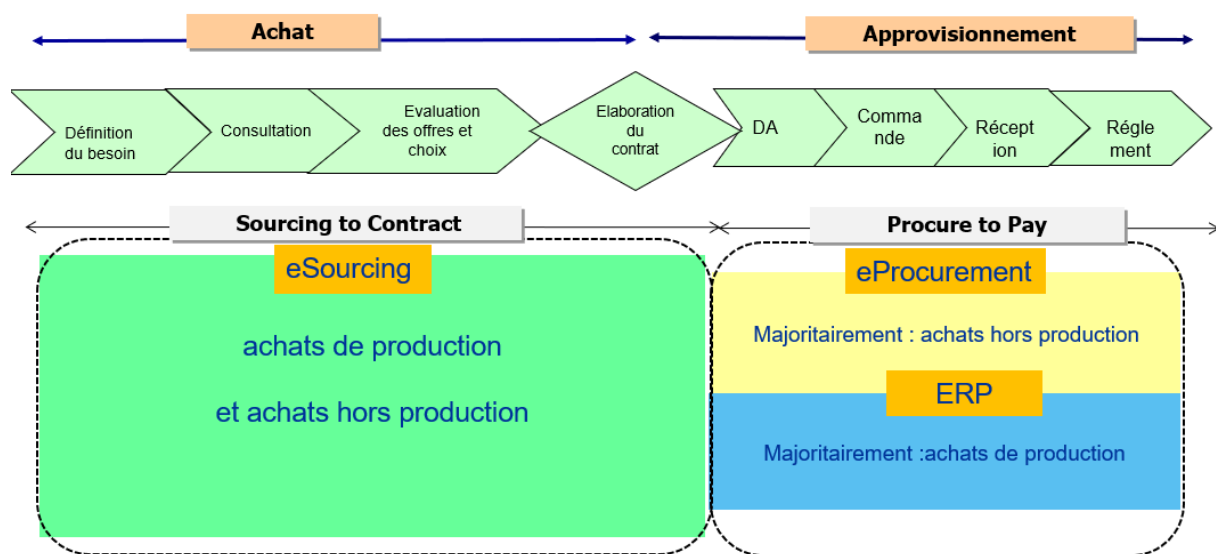 Achat
Approvisionnement
Définition
du besoin
Consultation
Evaluation
des offres et
choix
Elaboration
du
contrat
DA
Comma
nde
Récept
ion
Régle
ment
Sourcing to Contract
Procure to Pay
eSourcing
achats de production
et achats hors production
eProcurement
Majoritairement : achats hors production
ERP
Majoritairement :achats de production